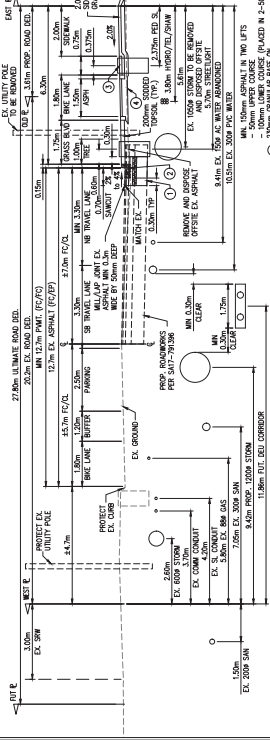 EX. UTILITY POLE
TO BE REMOVED
EAST ℞
OLD ℞
3.61m PROP. ROAD DED.
6.30m
27.80m ULTIMATE ROAD DED.
20.2m EX. ROAD DED.
MIN 12.7m PVMT. (FC/FC)
12.7m EX. ASPHALT (FC/EP)
0.15m
±5.7m FC/CL
±7.0m FC/CL
±4.7m
WEST ℞
FUT ℞
3.00m
EX. SRW
PROTECT EX.
UTILITY POLE
PROTECT
EX. CURB
1.80m
BIKE LANE
1.20m
BUFFER
2.50m
PARKING
3.30m
SB TRAVEL LANE
MIN 3.30m
NB TRAVEL LANE
MILL/LAP JOINT EX.
ASPHALT MIN 0.3m
WIDE BY 50mm DEEP
0.70m
SAWCUT
0.60m
2%
to 4%
1.75m
GRASS BLVD
1.00m
TREE
0.30m
1.80m
BIKE LANE
1.50m
ASPH
2.00m
SIDEWALK
0.75m
0.375m
2.0%
3
4
2
1
200mm SODDED
TOPSOIL (TYP.)
MATCH EX.
0.30m TYP
EX. GROUND
PROP. ROADWORKS
PER SA17-791396
REMOVE AND DISPOSE
OFFSITE EX. ASPHALT
2.375m PED SL
3.80m HYDRO/TEL/SHAW
5.61m
EX. 1050ø STORM TO BE REMOVED
AND DISPOSED OFFSITE
5.70m STREETLIGHT
9.41m EX. 150ø AC WATER ABANDONED
10.51m EX. 300ø PVC WATER
MIN 0.30m
CLEAR
MIN
0.30m
CLEAR
1.75m
2.60m
EX. 600ø STORM
3.70m
EX. COMM CONDUIT
4.20m
EX. SL CONDUIT
5.80m EX. 88ø GAS
7.05m EX. 300ø SAN
9.42m PROP. 1200ø STORM
11.86m FUT. DEU CORRIDOR
1.50m
EX. 200ø SAN
MIN. 150mm ASPHALT IN TWO LIFTS
- 50mm UPPER COURSE
- 100mm LOWER COURSE (PLACED IN 2-50